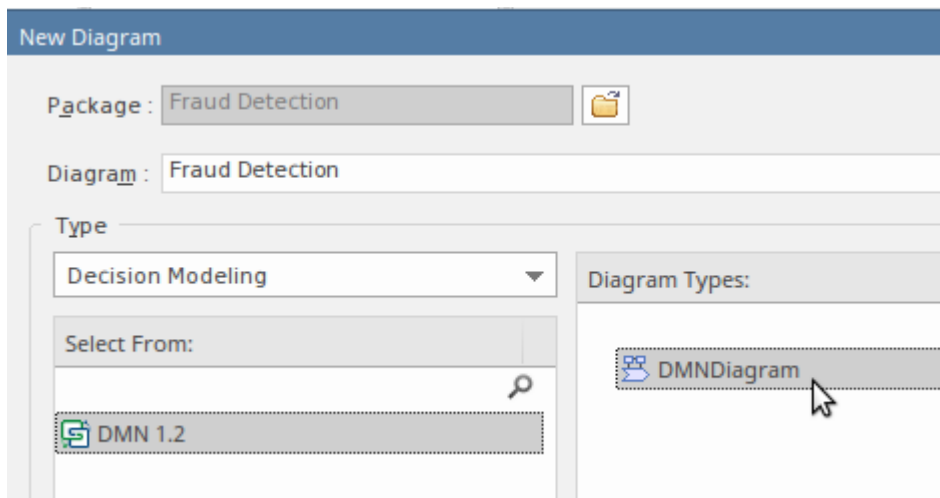 New Diagram
Package : Fraud Detection
Diagram : Fraud Detection
Type
Decision Modeling
Diagram Types:
Select From:
DMNDiagram
DMN 1.2